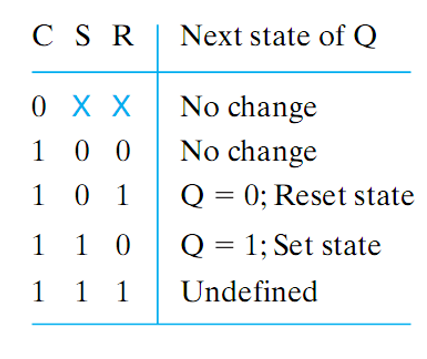 C S R Next state of Q
0 X X No change
1 0 0 No change
1 0 1 Q = 0; Reset state
1 1 0 Q = 1; Set state
1 1 1 Undefined